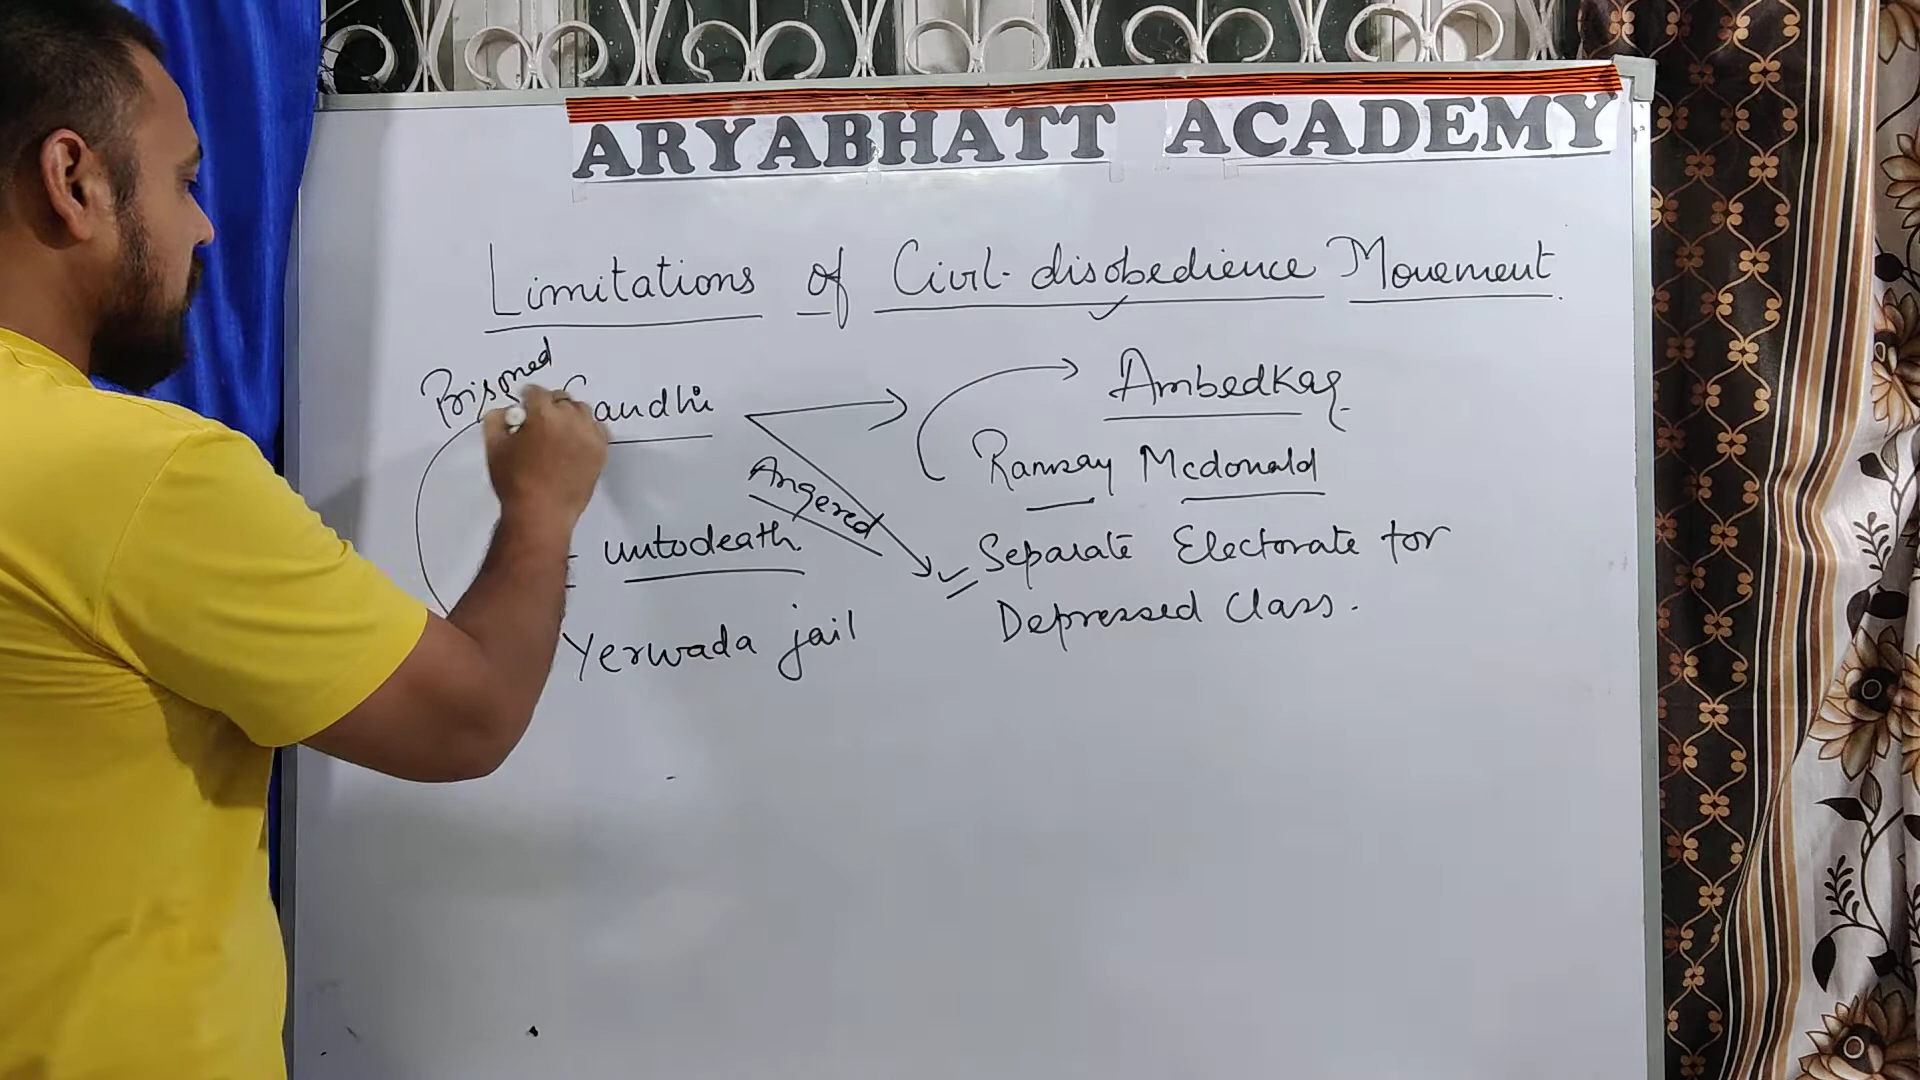 ARYABHATT ACADEMY
Limitations of Civil-disobedience Movement
Prisoned
Gandhi
Ambedkar
Angered
Ramsay Mcdonald
- untodeath
Separate Electorate for
Depressed Class.
Yerwada jail